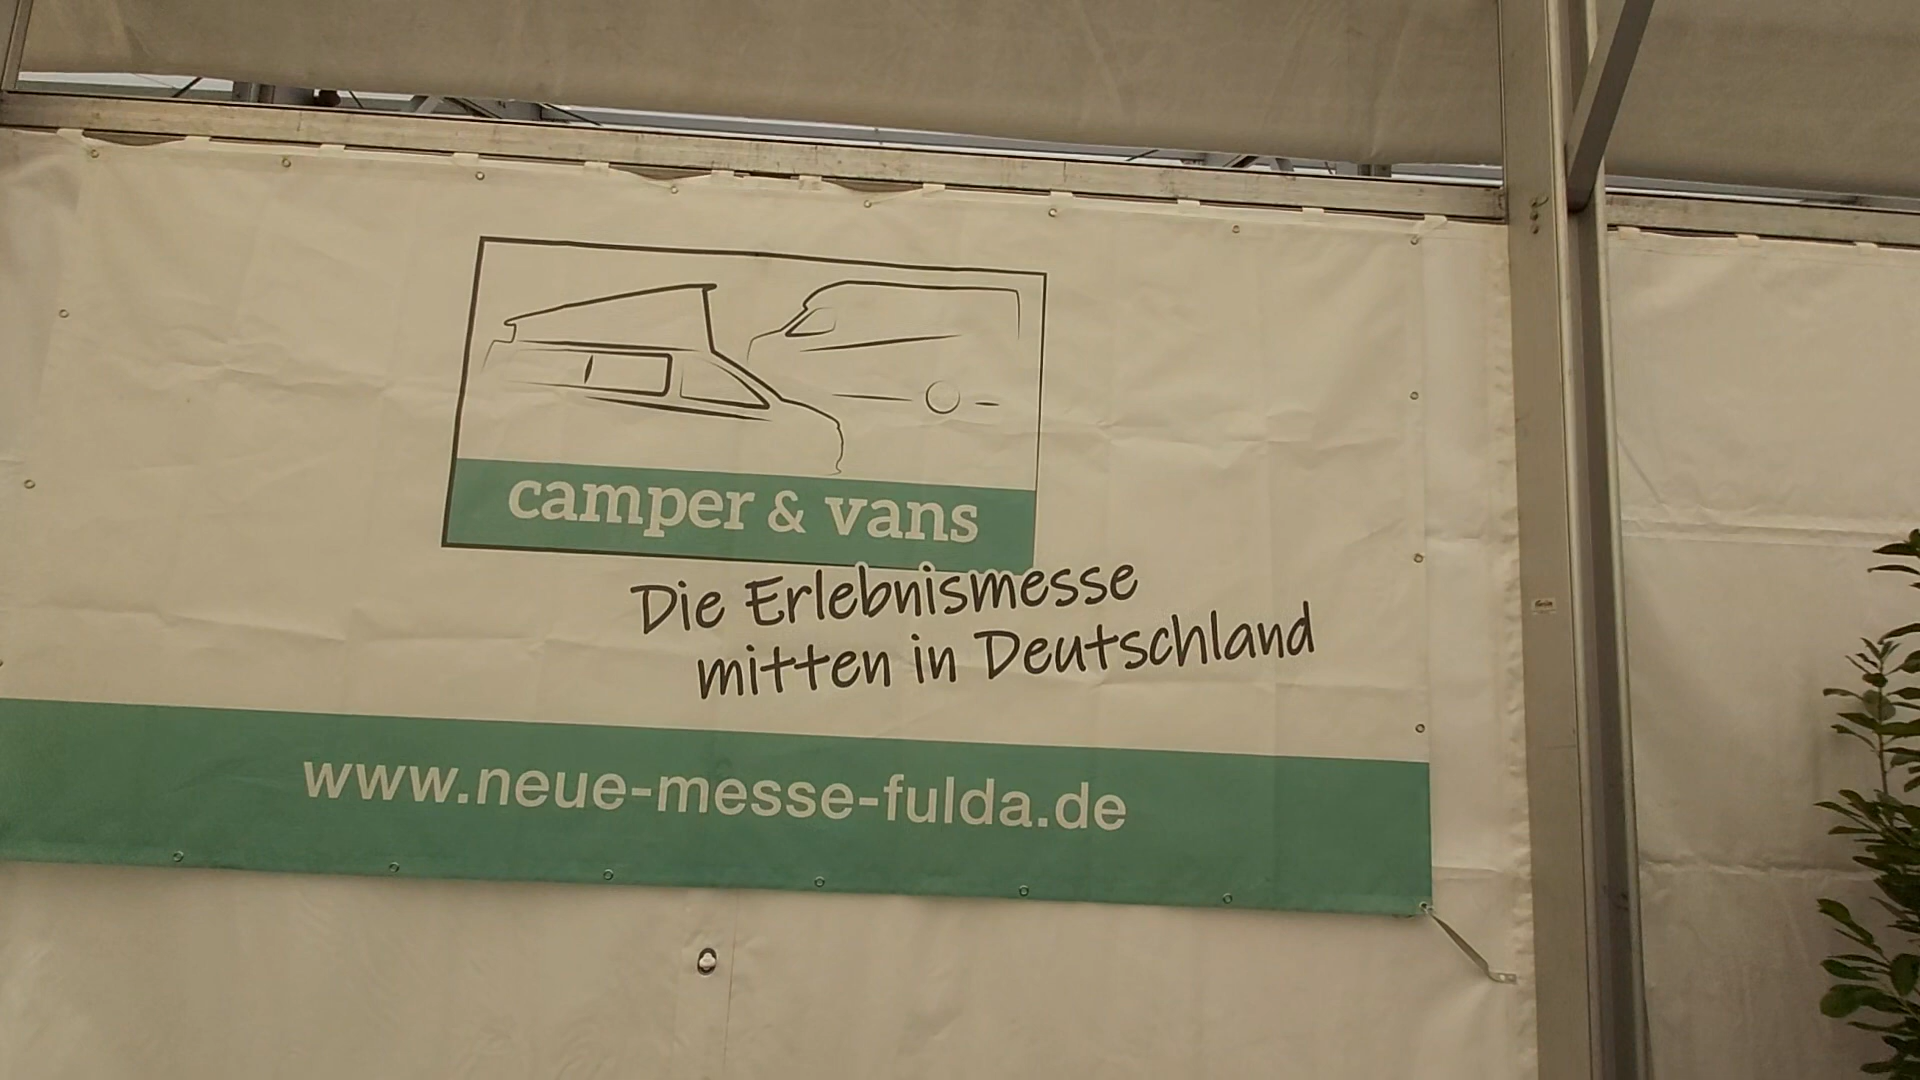 camper & vans
Die Erlebnismesse
mitten in Deutschland
www.neue-messe-fulda.de